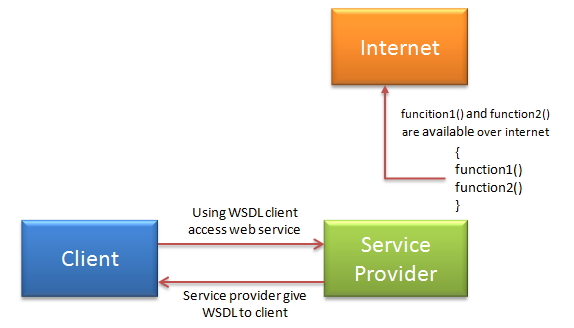 Internet
funcition1() and function2()
are available over internet
{
function1()
function2()
}
Using WSDL client
access web service
Client
Service
Provider
Service provider give
WSDL to client